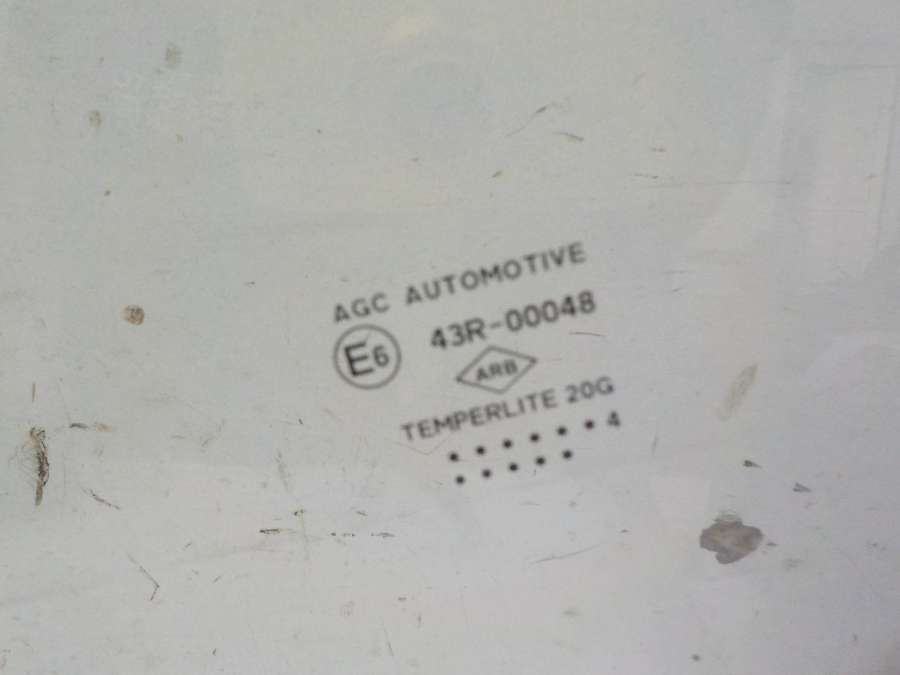 AGC AUTOMOTIVE
E6 43R-00048
ARB
TEMPERLITE 20G
• • • • • • 4
• • • • •